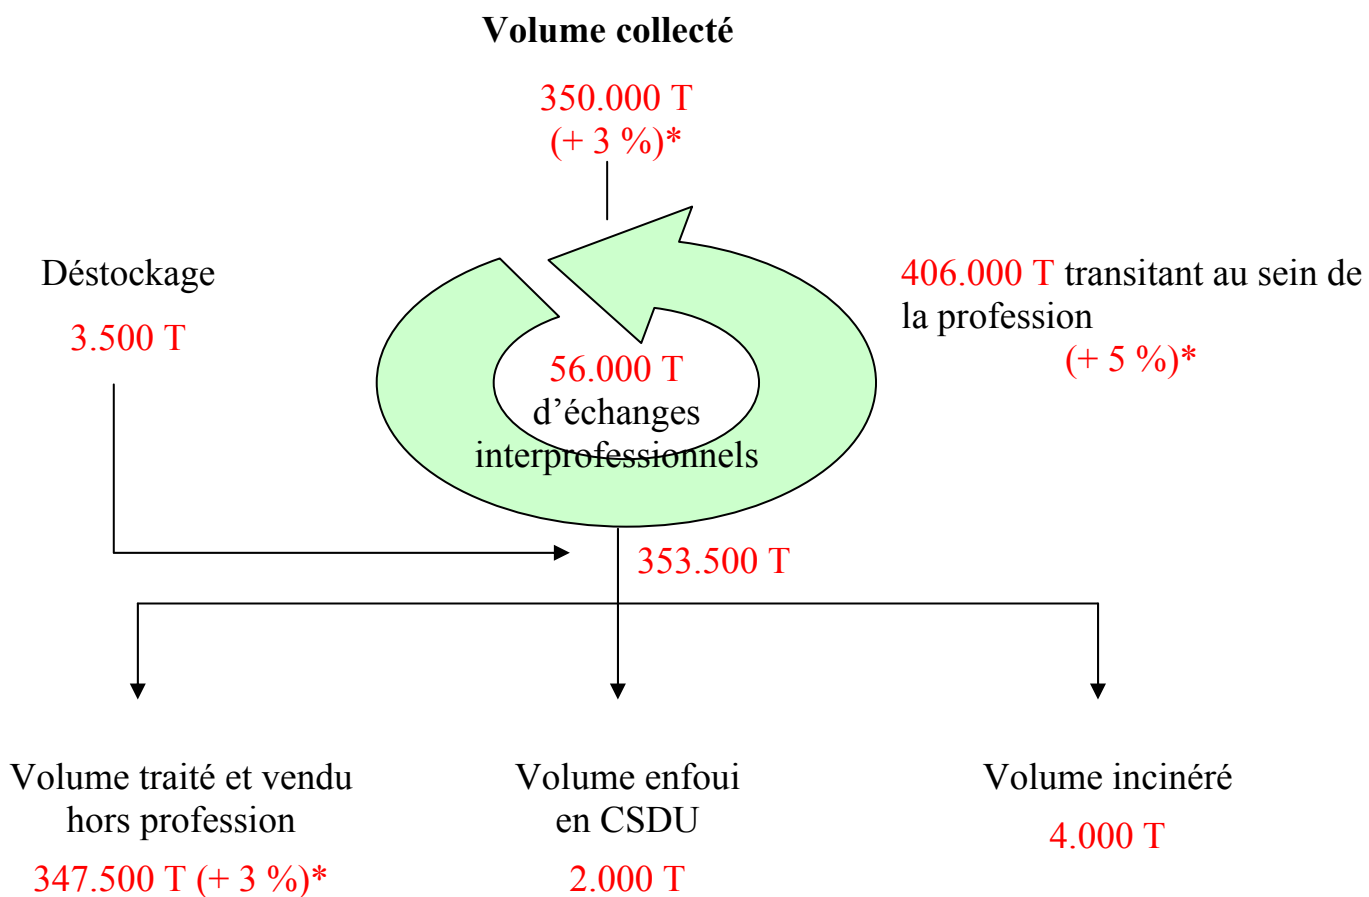 Volume collecté
350.000 T
(+ 3 %)*
Déstockage
3.500 T
406.000 T transitant au sein de
la profession
(+ 5 %)*
56.000 T
d’échanges
interprofessionnels
353.500 T
Volume traité et vendu
hors profession
347.500 T (+ 3 %)*
Volume enfoui
en CSDU
2.000 T
Volume incinéré
4.000 T